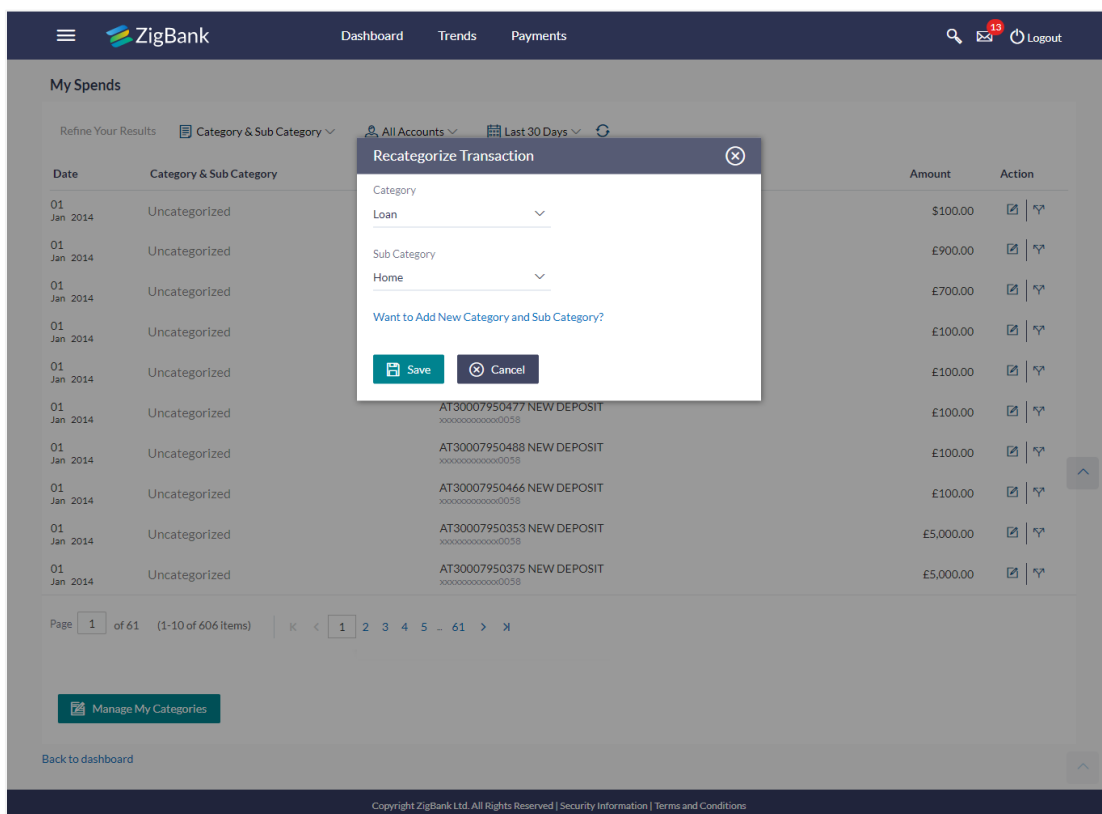 ZigBank Dashboard Trends Payments 13 Logout
My Spends
Refine Your Results Category & Sub Category All Accounts Last 30 Days
Recategorize Transaction
Date Category & Sub Category Amount Action
Category
Loan
01
Jan 2014 Uncategorized $100.00
01
Jan 2014 Uncategorized £900.00
Sub Category
Home
01
Jan 2014 Uncategorized £700.00
Want to Add New Category and Sub Category?
01
Jan 2014 Uncategorized £100.00
Save Cancel
01
Jan 2014 Uncategorized £100.00
01 AT30007950477 NEW DEPOSIT
Jan 2014 Uncategorized xxxxxxxxxxxx0058 £100.00
01 AT30007950488 NEW DEPOSIT
Jan 2014 Uncategorized xxxxxxxxxxxx0058 £100.00
01 AT30007950466 NEW DEPOSIT
Jan 2014 Uncategorized xxxxxxxxxxxx0058 £100.00
01 AT30007950353 NEW DEPOSIT
Jan 2014 Uncategorized xxxxxxxxxxxx0058 £5,000.00
01 AT30007950375 NEW DEPOSIT
Jan 2014 Uncategorized xxxxxxxxxxxx0058 £5,000.00
Page 1 of 61 (1-10 of 606 items) K < 1 2 3 4 5 ... 61 > >|
Manage My Categories
Back to dashboard
Copyright ZigBank Ltd. All Rights Reserved | Security Information | Terms and Conditions